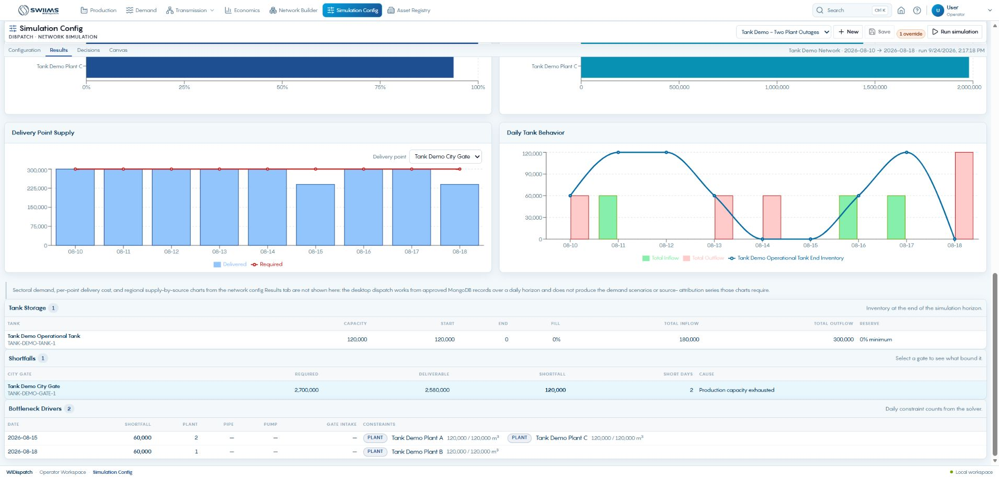 SWIIMS
WIDispatch
Production
Demand
Transmission
Economics
Network Builder
Simulation Config
Asset Registry
Search
Ctrl K
U
User
Operator
Simulation Config
DISPATCH · NETWORK SIMULATION
Tank Demo – Two Plant Outages
New
Save
1 override
Run simulation
Configuration
Results
Decisions
Canvas
Tank Demo Network · 2026-08-10 → 2026-08-18 · run 9/24/2026, 2:17:18 PM
Tank Demo Plant C
0% 25% 50% 75% 100%
Tank Demo Plant C
0 500,000 1,000,000 1,500,000 2,000,000
Delivery Point Supply
Delivery point
Tank Demo City Gate
300,000
225,000
150,000
75,000
0
08-10 08-11 08-12 08-13 08-14 08-15 08-16 08-17 08-18
Delivered Required
Daily Tank Behavior
120,000
90,000
60,000
30,000
0
08-10 08-11 08-12 08-13 08-14 08-15 08-16 08-17 08-18
Total Inflow Total Outflow Tank Demo Operational Tank End Inventory
Sectoral demand, per-point delivery cost, and regional supply-by-source charts from the network config Results tab are not shown here: the desktop dispatch works from approved MongoDB records over a daily horizon and does not produce the demand scenarios or source- attribution series those charts require.
Tank Storage 1
Inventory at the end of the simulation horizon.
TANK CAPACITY START END FILL TOTAL INFLOW TOTAL OUTFLOW RESERVE
Tank Demo Operational Tank
TANK-DEMO-TANK-1
120,000 120,000 0 0% 180,000 300,000 0% minimum
Shortfalls 1
Select a gate to see what bound it.
CITY GATE REQUIRED DELIVERABLE SHORTFALL SHORT DAYS CAUSE
Tank Demo City Gate
TANK-DEMO-GATE-1
2,700,000 2,580,000 120,000 2 Production capacity exhausted
Bottleneck Drivers 2
Daily constraint counts from the solver.
DATE SHORTFALL PLANT PIPE PUMP GATE INTAKE CONSTRAINTS
2026-08-15 60,000 2 — — — PLANT Tank Demo Plant A 120,000 / 120,000 m³ PLANT Tank Demo Plant C 120,000 / 120,000 m³
2026-08-18 60,000 1 — — — PLANT Tank Demo Plant B 120,000 / 120,000 m³
WIDispatch · Operator Workspace · Simulation Config
Local workspace